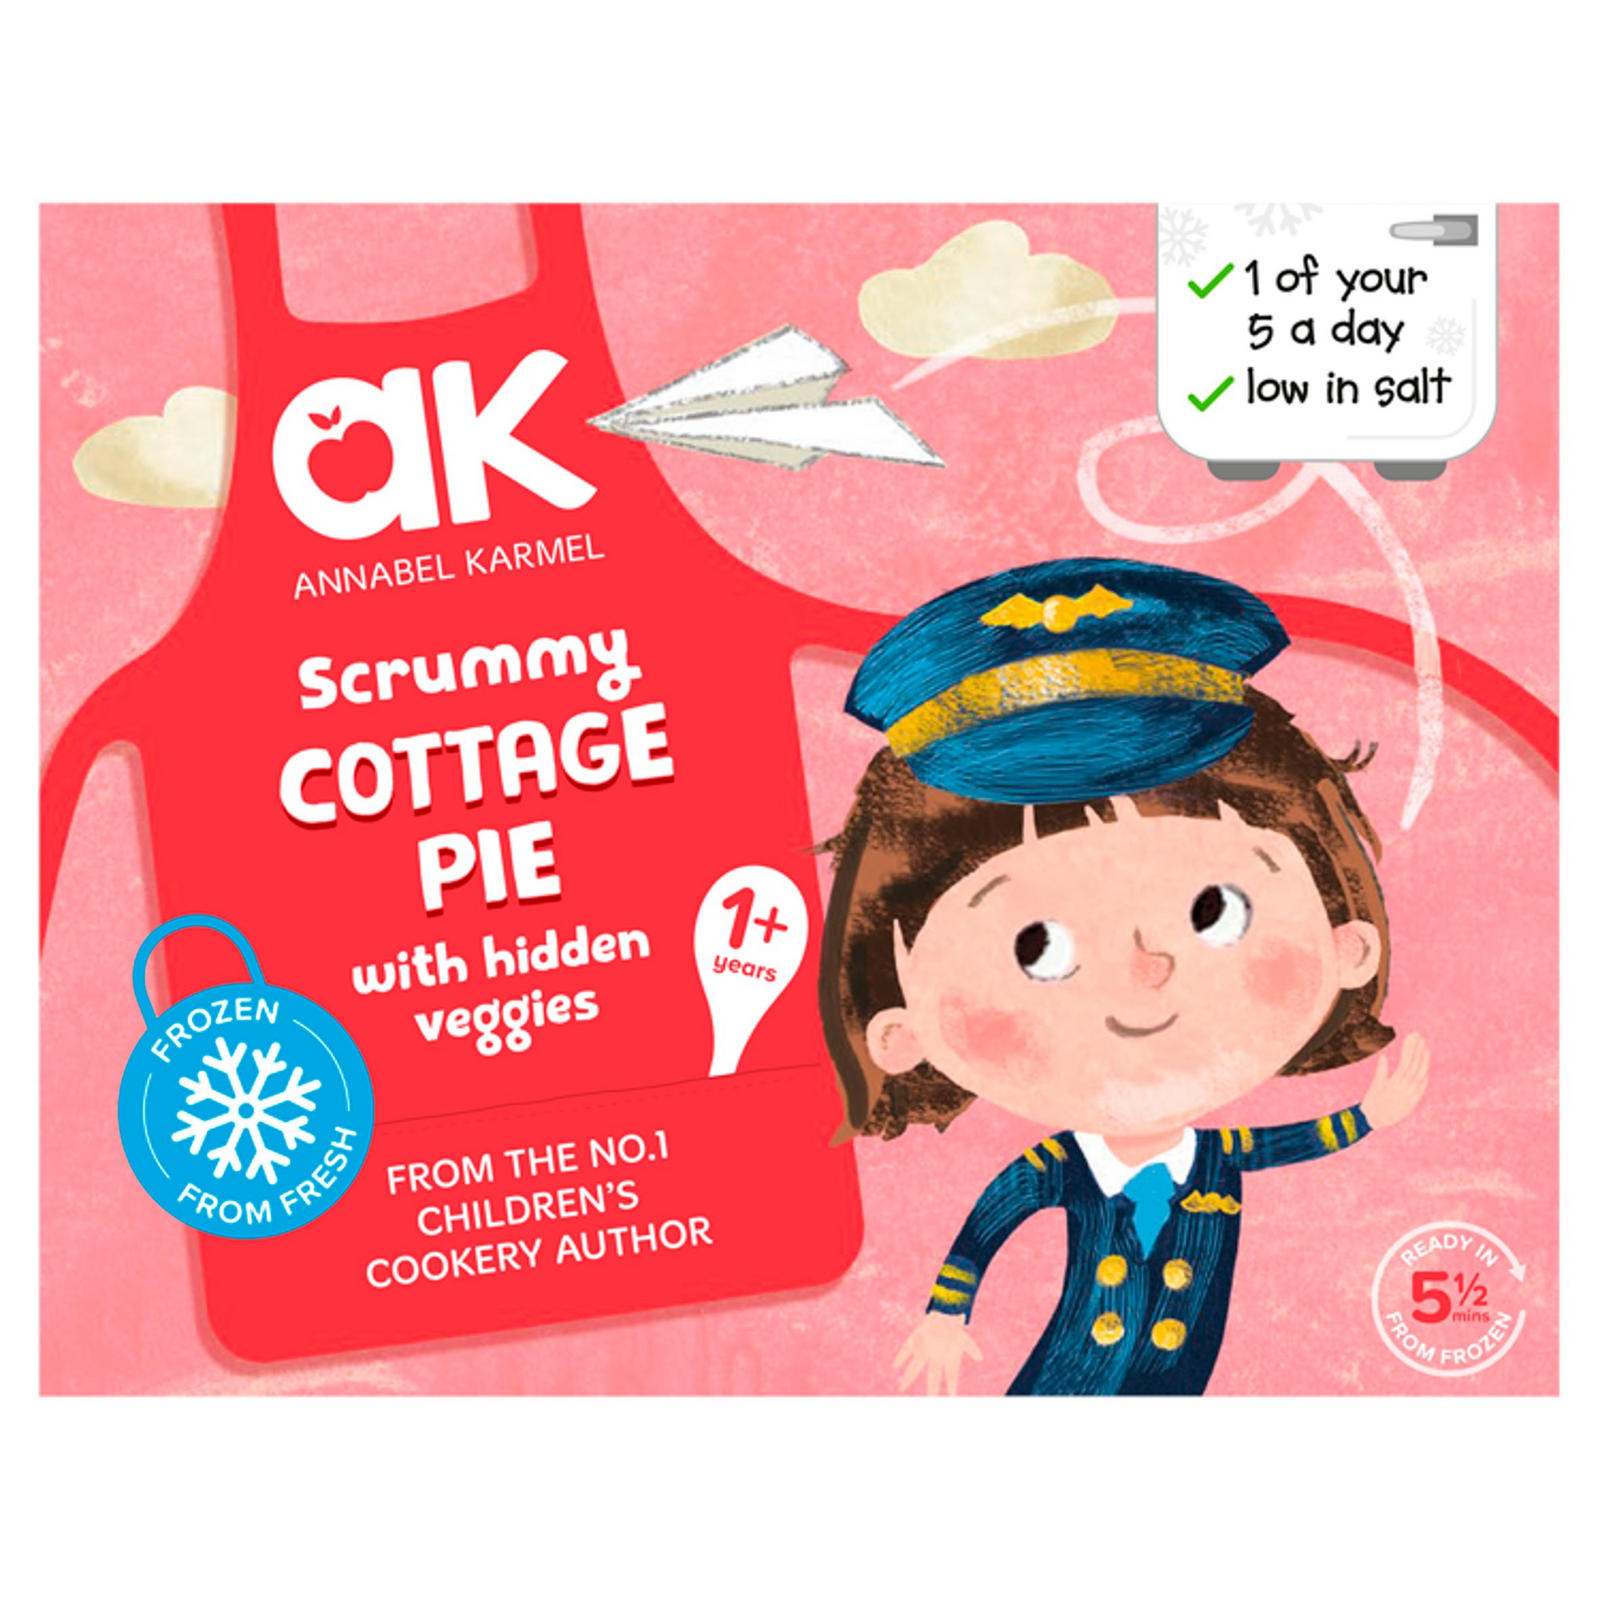 1 of your
5 a day
low in salt
aK
ANNABEL KARMEL
Scrummy
COTTAGE
PIE
with hidden
veggies
1+
years
FROZEN
FROM FRESH
FROM THE NO.1
CHILDREN'S
COOKERY AUTHOR
READY IN
5½
mins
FROM FROZEN